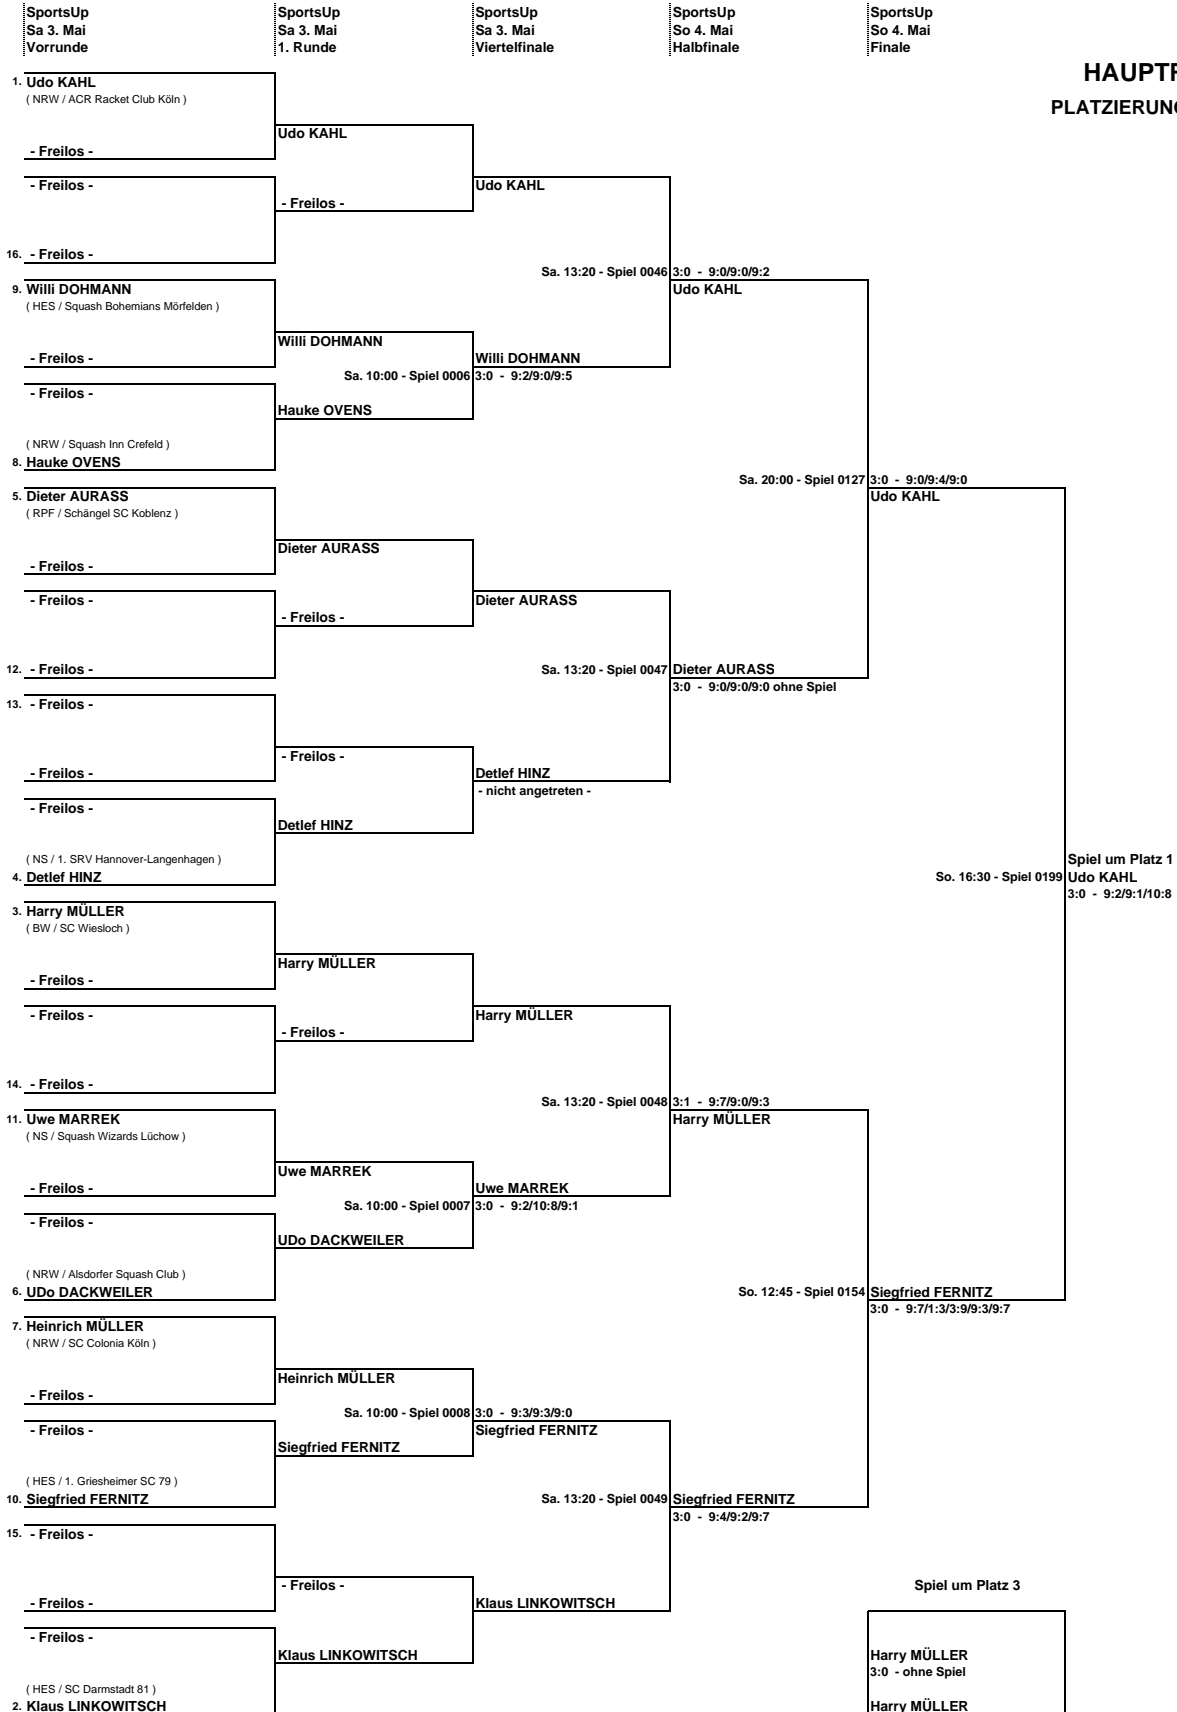 SportsUp SportsUp SportsUp SportsUp SportsUp
Sa 3. Mai Sa 3. Mai Sa 3. Mai So 4. Mai So 4. Mai
Vorrunde 1. Runde Viertelfinale Halbfinale Finale
HAUPTF
PLATZIERUNG
1. Udo KAHL
( NRW / ACR Racket Club Köln )
Udo KAHL
- Freilos -
- Freilos - Udo KAHL
- Freilos -
16. - Freilos -
Sa. 13:20 - Spiel 0046 3:0 - 9:0/9:0/9:2
9. Willi DOHMANN Udo KAHL
( HES / Squash Bohemians Mörfelden )
Willi DOHMANN
- Freilos - Willi DOHMANN
Sa. 10:00 - Spiel 0006 3:0 - 9:2/9:0/9:5
- Freilos -
Hauke OVENS
( NRW / Squash Inn Crefeld )
8. Hauke OVENS
Sa. 20:00 - Spiel 0127 3:0 - 9:0/9:4/9:0
5. Dieter AURASS Udo KAHL
( RPF / Schängel SC Koblenz )
Dieter AURASS
- Freilos -
- Freilos - Dieter AURASS
- Freilos -
12. - Freilos - Sa. 13:20 - Spiel 0047 Dieter AURASS
3:0 - 9:0/9:0/9:0 ohne Spiel
13. - Freilos -
- Freilos -
- Freilos - Detlef HINZ
- nicht angetreten -
- Freilos -
Detlef HINZ
( NS / 1. SRV Hannover-Langenhagen ) Spiel um Platz 1
4. Detlef HINZ So. 16:30 - Spiel 0199 Udo KAHL
3:0 - 9:2/9:1/10:8
3. Harry MÜLLER
( BW / SC Wiesloch )
Harry MÜLLER
- Freilos -
- Freilos - Harry MÜLLER
- Freilos -
14. - Freilos -
Sa. 13:20 - Spiel 0048 3:1 - 9:7/9:0/9:3
11. Uwe MARREK Harry MÜLLER
( NS / Squash Wizards Lüchow )
Uwe MARREK
- Freilos - Uwe MARREK
Sa. 10:00 - Spiel 0007 3:0 - 9:2/10:8/9:1
- Freilos -
UDo DACKWEILER
( NRW / Alsdorfer Squash Club )
6. UDo DACKWEILER So. 12:45 - Spiel 0154 Siegfried FERNITZ
3:0 - 9:7/1:3/3:9/9:3/9:7
7. Heinrich MÜLLER
( NRW / SC Colonia Köln )
Heinrich MÜLLER
- Freilos -
Sa. 10:00 - Spiel 0008 3:0 - 9:3/9:3/9:0
- Freilos - Siegfried FERNITZ
Siegfried FERNITZ
( HES / 1. Griesheimer SC 79 )
10. Siegfried FERNITZ Sa. 13:20 - Spiel 0049 Siegfried FERNITZ
3:0 - 9:4/9:2/9:7
15. - Freilos -
- Freilos - Spiel um Platz 3
- Freilos - Klaus LINKOWITSCH
- Freilos -
Klaus LINKOWITSCH Harry MÜLLER
3:0 - ohne Spiel
( HES / SC Darmstadt 81 )
2. Klaus LINKOWITSCH Harry MÜLLER